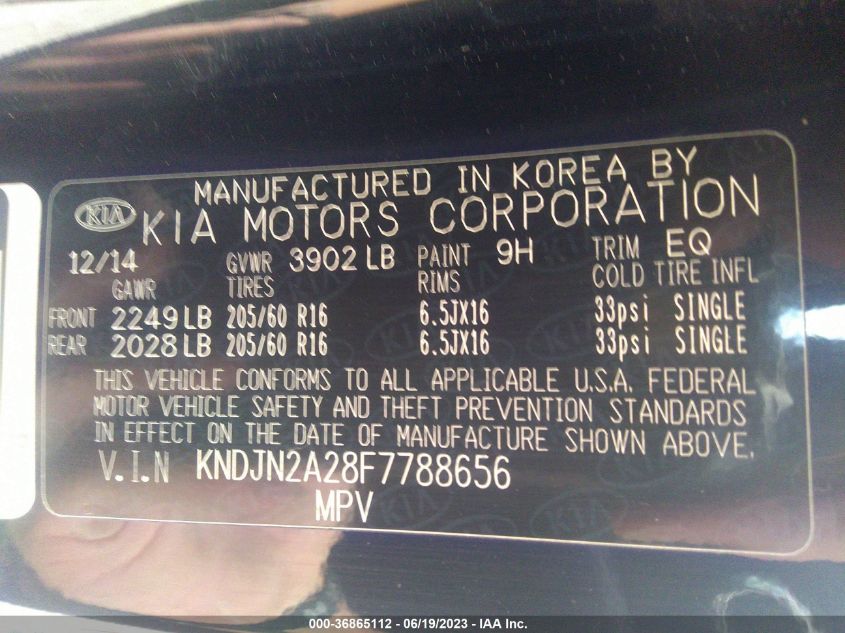 MANUFACTURED IN KOREA BY
KIA KIA MOTORS CORPORATION
12/14 GVWR 3902 LB PAINT 9H TRIM EQ
GAWR TIRES RIMS COLD TIRE INFL
FRONT 2249 LB 205/60 R16 6.5JX16 33psi SINGLE
REAR 2028 LB 205/60 R16 6.5JX16 33psi SINGLE
THIS VEHICLE CONFORMS TO ALL APPLICABLE U.S.A. FEDERAL
MOTOR VEHICLE SAFETY AND THEFT PREVENTION STANDARDS
IN EFFECT ON THE DATE OF MANUFACTURE SHOWN ABOVE.
V.I.N KNDJN2A28F7788656
MPV
000-36865112 - 06/19/2023 - IAA Inc.